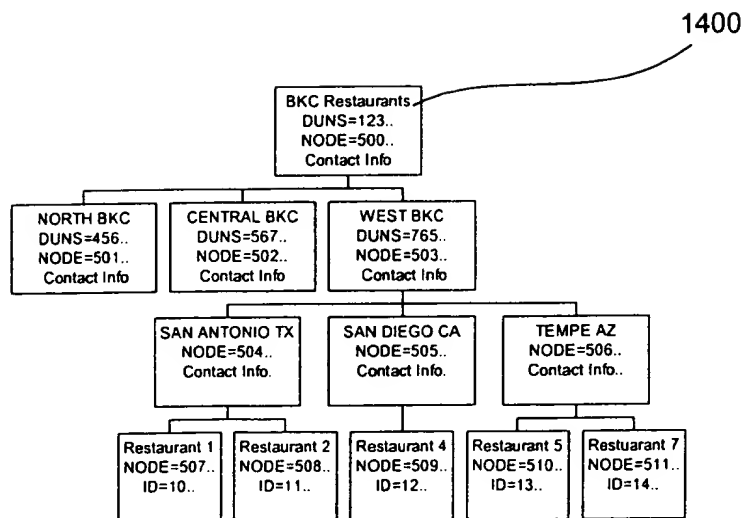 1400
BKC Restaurants
DUNS=123..
NODE=500..
Contact Info
NORTH BKC
DUNS=456..
NODE=501..
Contact Info
CENTRAL BKC
DUNS=567..
NODE=502..
Contact Info
WEST BKC
DUNS=765..
NODE=503..
Contact Info
SAN ANTONIO TX
NODE=504..
Contact Info.
SAN DIEGO CA
NODE=505..
Contact Info.
TEMPE AZ
NODE=506..
Contact Info..
Restaurant 1
NODE=507..
ID=10..
Restaurant 2
NODE=508..
ID=11..
Restaurant 4
NODE=509..
ID=12..
Restaurant 5
NODE=510..
ID=13..
Restuarant 7
NODE=511..
ID=14..